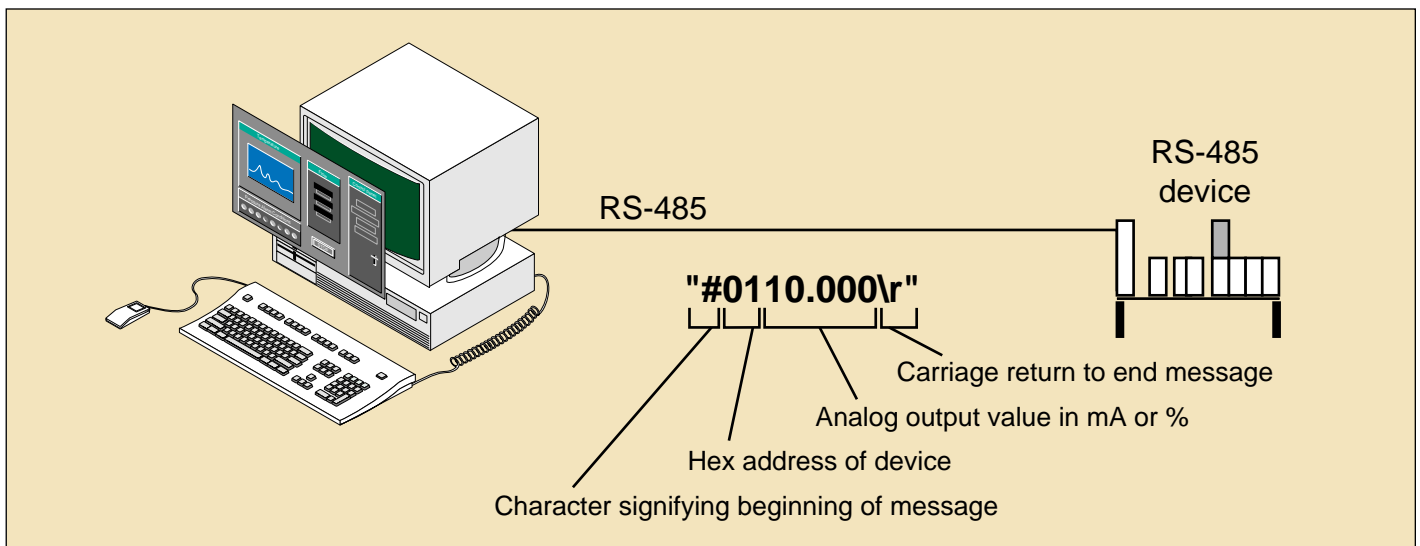 RS-485
device
RS-485
"#0110.000\r"
Carriage return to end message
Analog output value in mA or %
Hex address of device
Character signifying beginning of message